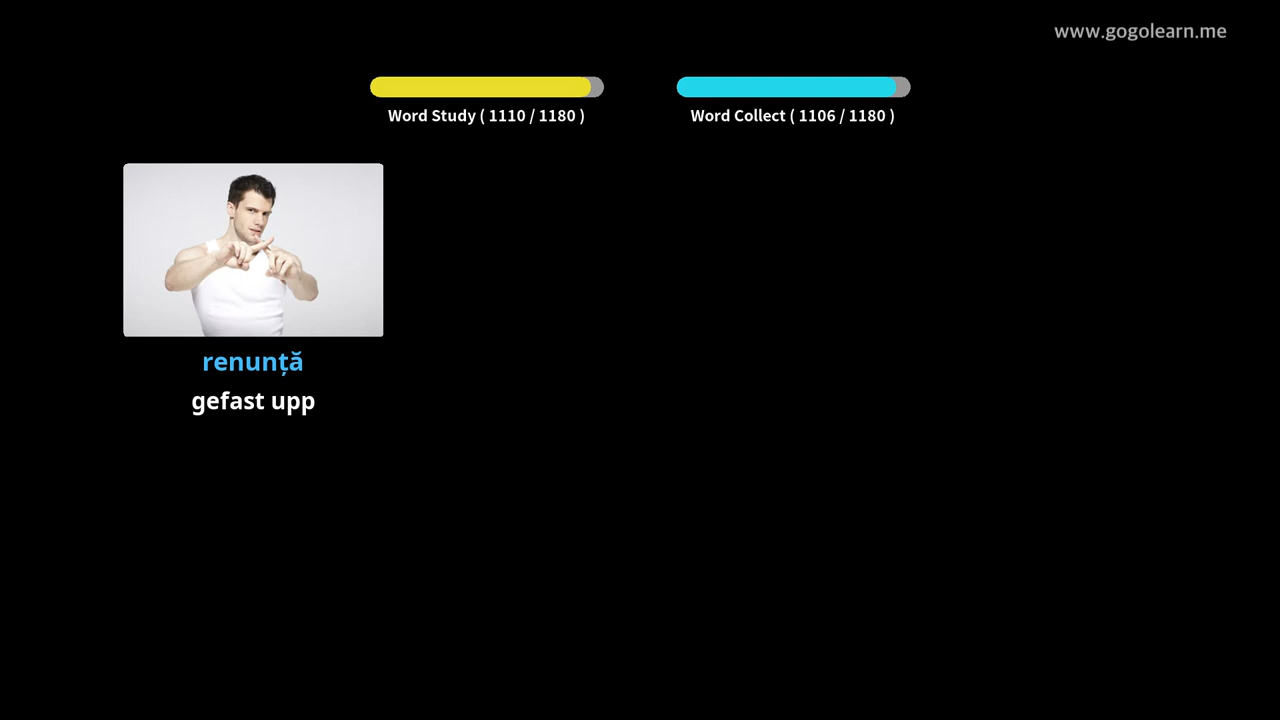 www.gogolearn.me
Word Study ( 1110 / 1180 )
Word Collect ( 1106 / 1180 )
renunță
gefast upp